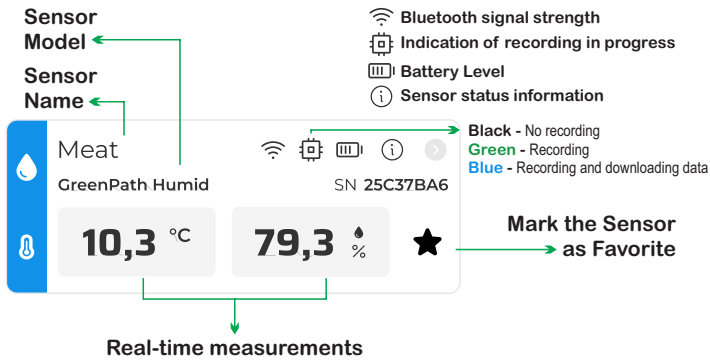 Sensor
Model
Sensor
Name
Bluetooth signal strength
Indication of recording in progress
Battery Level
i Sensor status information
Meat
i
GreenPath Humid
SN 25C37BA6
10,3 °C
79,3 %
Black - No recording
Green - Recording
Blue - Recording and downloading data
Mark the Sensor
as Favorite
Real-time measurements